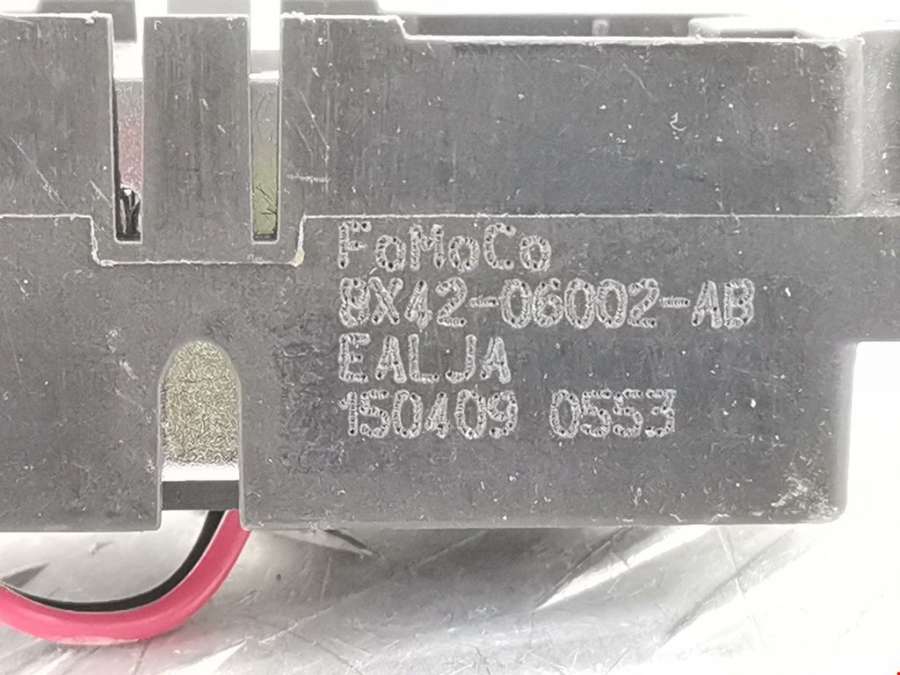 FoMoCo
8X42-06002-AB
EALJA
150409 0553